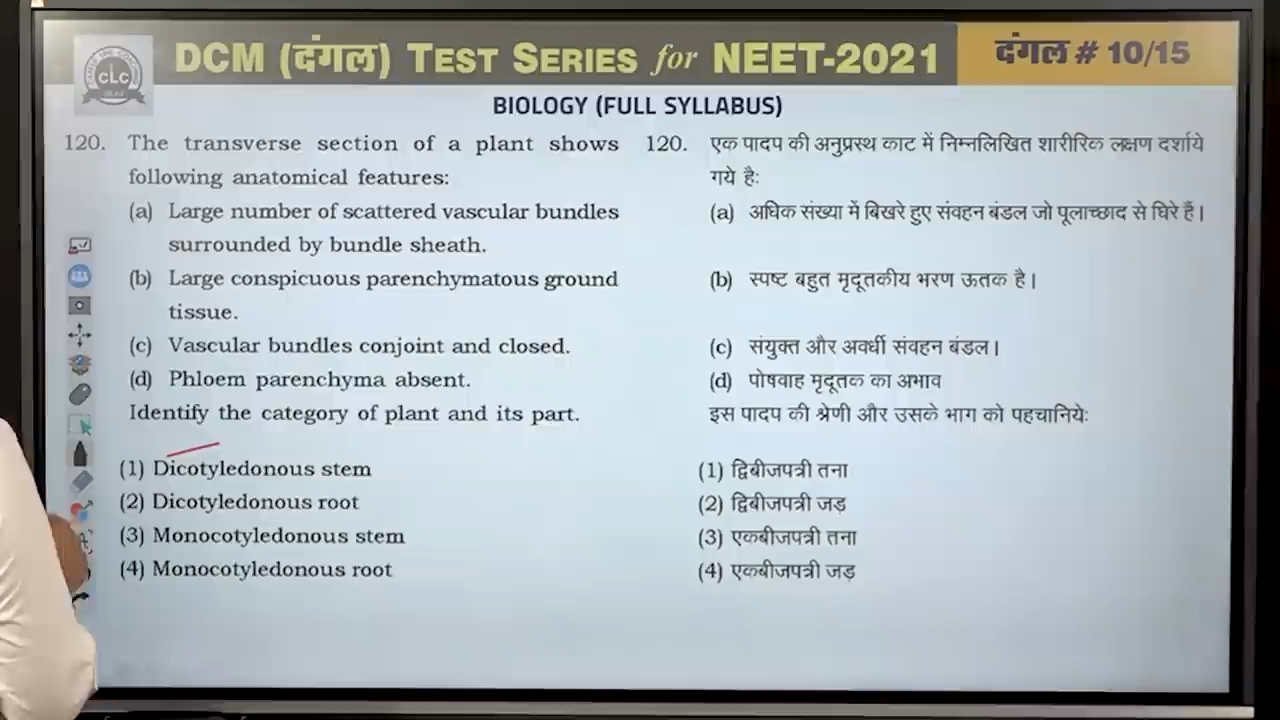 DCM (दंगल) TEST SERIES for NEET-2021
दंगल # 10/15
CLC
BIOLOGY (FULL SYLLABUS)
120. The transverse section of a plant shows
following anatomical features:
(a) Large number of scattered vascular bundles
surrounded by bundle sheath.
(b) Large conspicuous parenchymatous ground
tissue.
(c) Vascular bundles conjoint and closed.
(d) Phloem parenchyma absent.
Identify the category of plant and its part.
(1) Dicotyledonous stem
(2) Dicotyledonous root
(3) Monocotyledonous stem
(4) Monocotyledonous root
120. एक पादप की अनुप्रस्थ काट में निम्नलिखित शारीरिक लक्षण दर्शाये
गये है:
(a) अधिक संख्या में बिखरे हुए संवहन बंडल जो पूलाच्छाद से घिरे हैं।
(b) स्पष्ट बहुत मृदूतकीय भरण ऊतक है।
(c) संयुक्त और अवर्धी संवहन बंडल।
(d) पोषवाह मृदूतक का अभाव
इस पादप की श्रेणी और उसके भाग को पहचानिये:
(1) द्विबीजपत्री तना
(2) द्विबीजपत्री जड़
(3) एकबीजपत्री तना
(4) एकबीजपत्री जड़